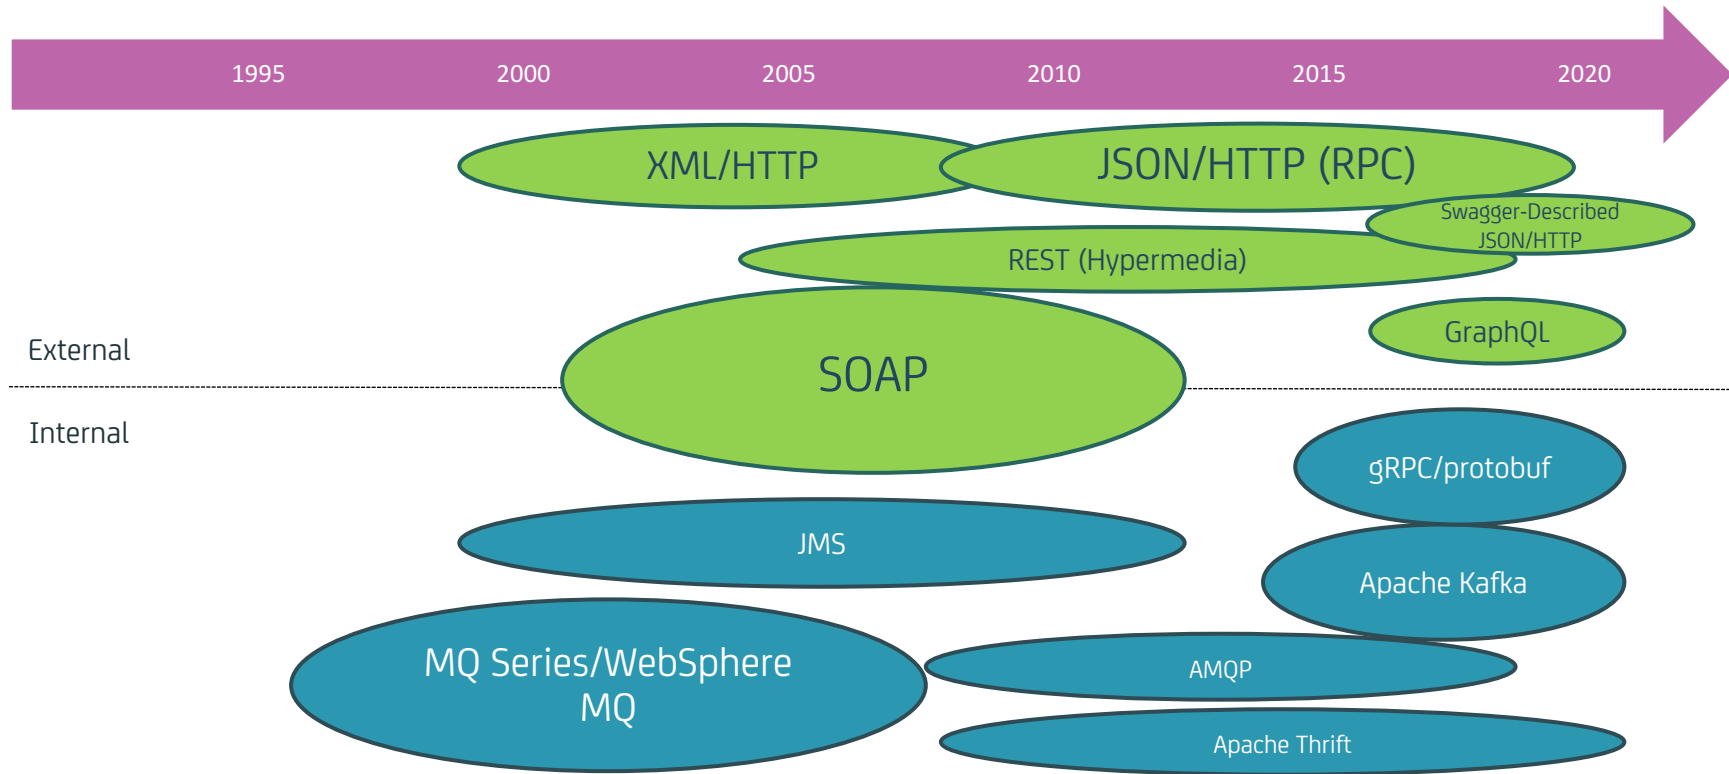 1995 2000 2005 2010 2015 2020
XML/HTTP
JSON/HTTP (RPC)
Swagger-Described
JSON/HTTP
REST (Hypermedia)
GraphQL
External
SOAP
Internal
gRPC/protobuf
JMS
Apache Kafka
MQ Series/WebSphere
MQ
AMQP
Apache Thrift